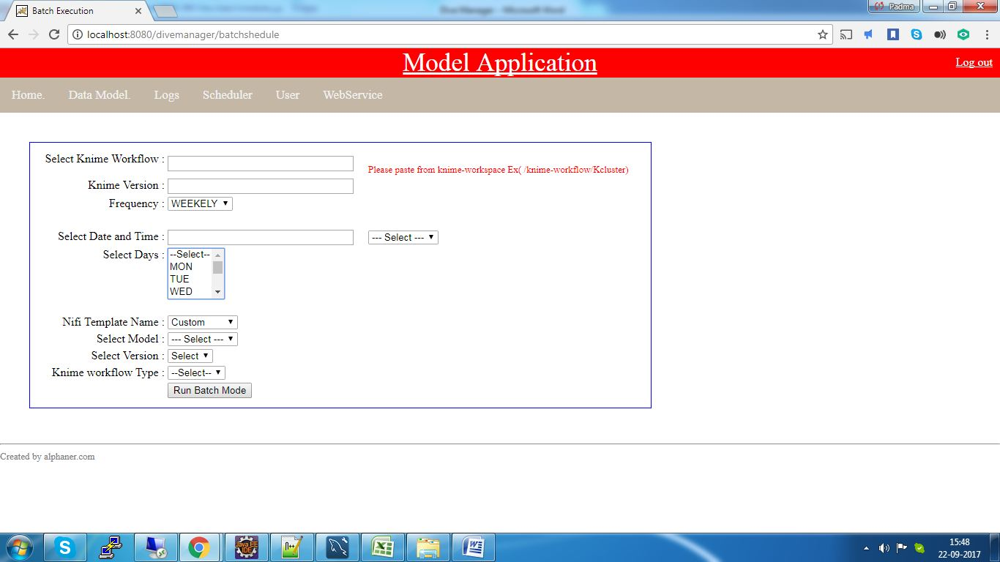 Batch Execution
Padma
localhost:8080/divemanager/batchshedule
Model Application
Log out
Home. Data Model. Logs Scheduler User WebService
Select Knime Workflow :
Please paste from knime-workspace Ex( /knime-workflow/Kcluster)
Knime Version :
Frequency : WEEKELY
Select Date and Time : --- Select ---
Select Days : --Select--
MON
TUE
WED
Nifi Template Name : Custom
Select Model : --- Select ---
Select Version : Select
Knime workflow Type : --Select--
Run Batch Mode
Created by alphaner.com
Java EE
IDE
15:48
22-09-2017